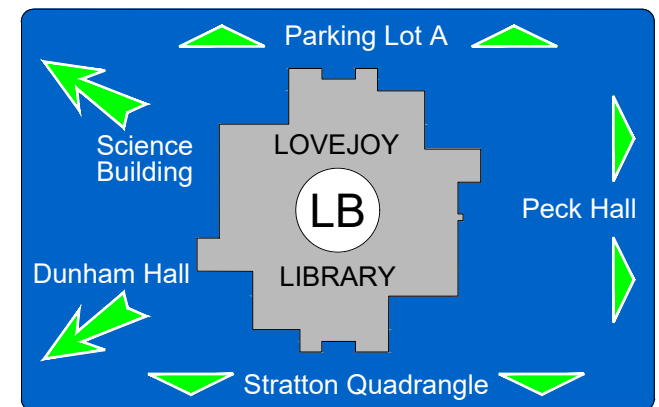 Parking Lot A
Science
Building
LOVEJOY
LB
LIBRARY
Peck Hall
Dunham Hall
Stratton Quadrangle